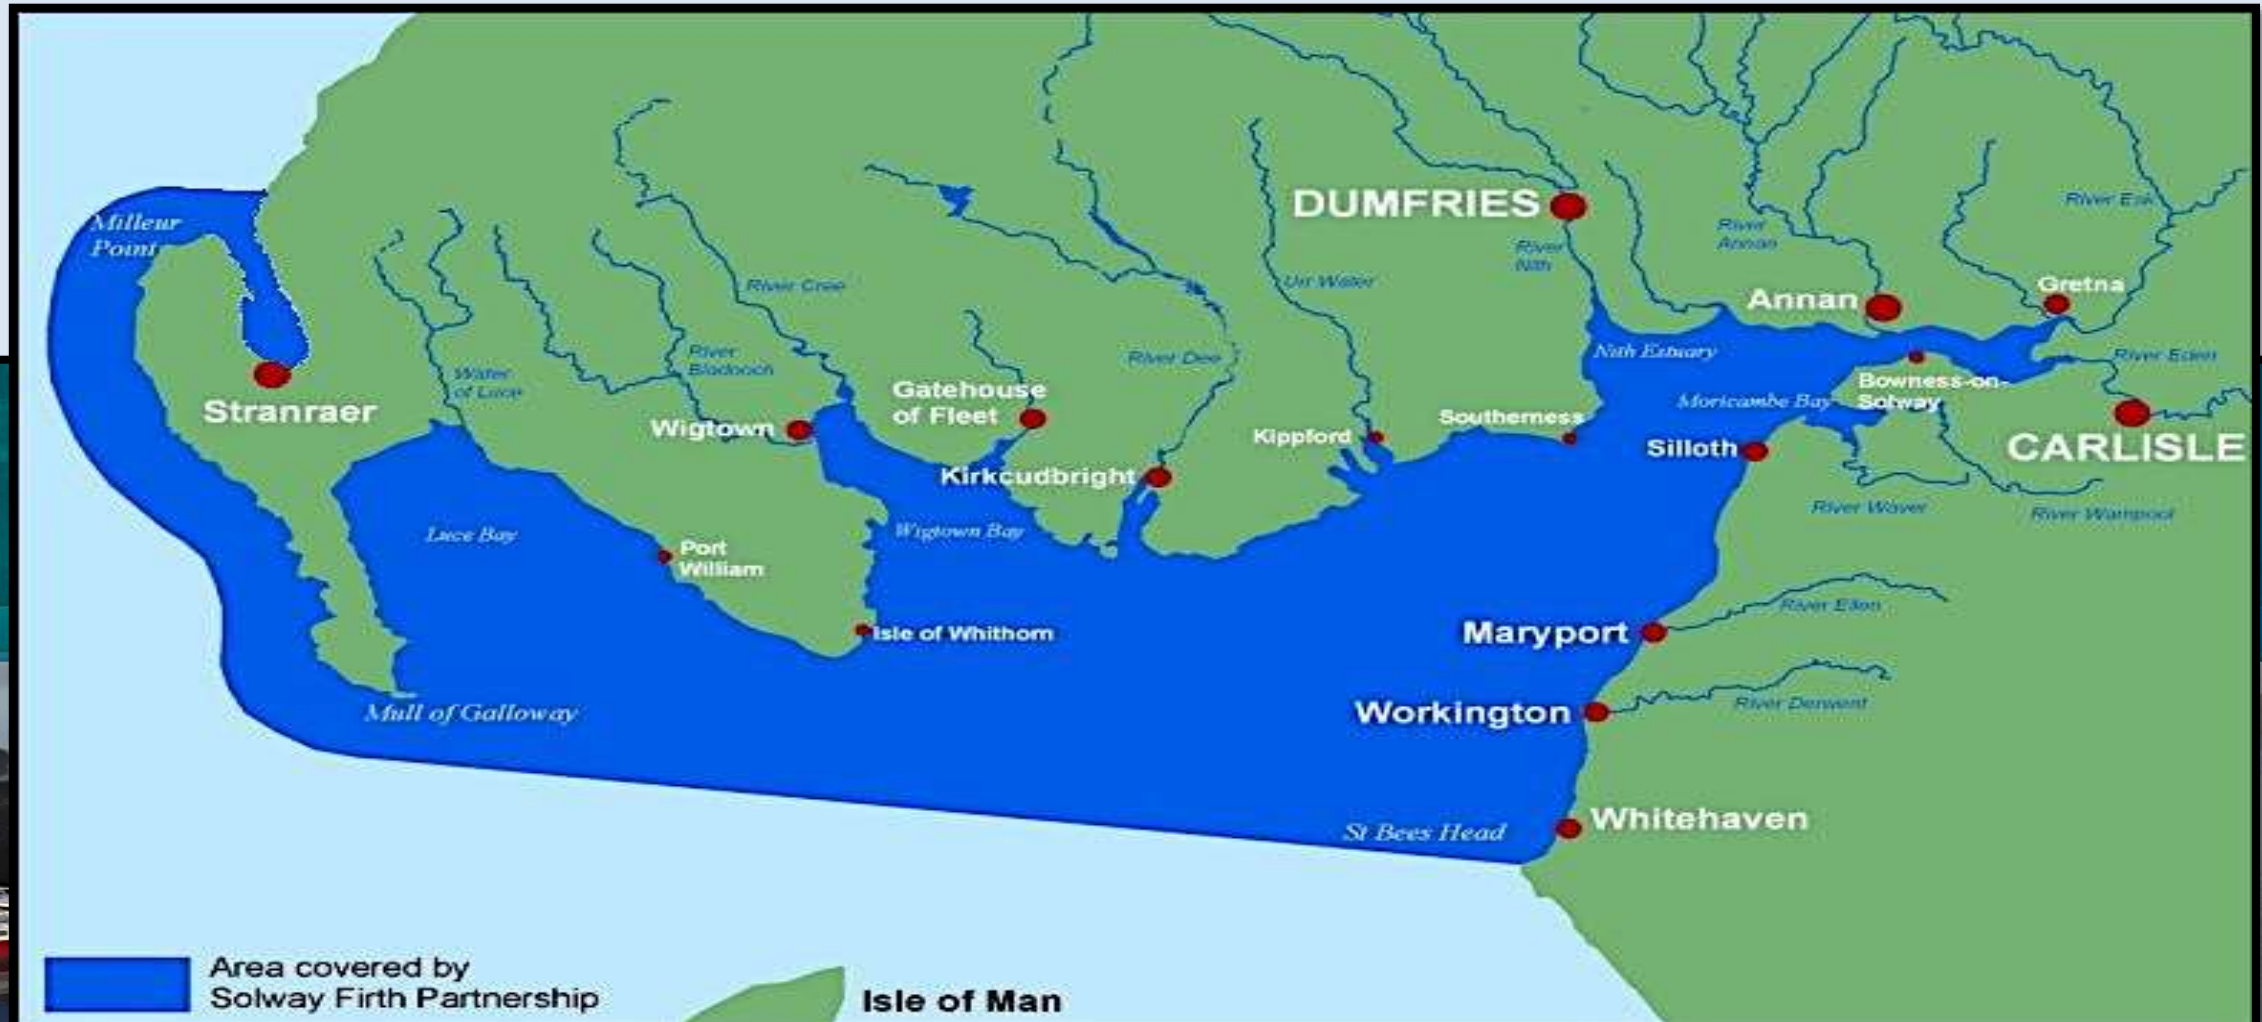 Milleur
Point
DUMFRIES
River Esk
River
Annan
River
Nith
Urr Water
River Cree
Gretna
Annan
Nith Estuary
River Eden
River
Bladnoch
River Dee
Water
of Luce
Bowness-on-
Solway
Gatehouse
of Fleet
Moricambe Bay
Stranraer
Southerness
Wigtown
Kippford
Silloth
CARLISLE
Kirkcudbright
River Waver
River Wampool
Luce Bay
Wigtown Bay
Port
William
River Ellen
Isle of Whithorn
Maryport
River Derwent
Mull of Galloway
Workington
Whitehaven
St Bees Head
Area covered by
Solway Firth Partnership
Isle of Man